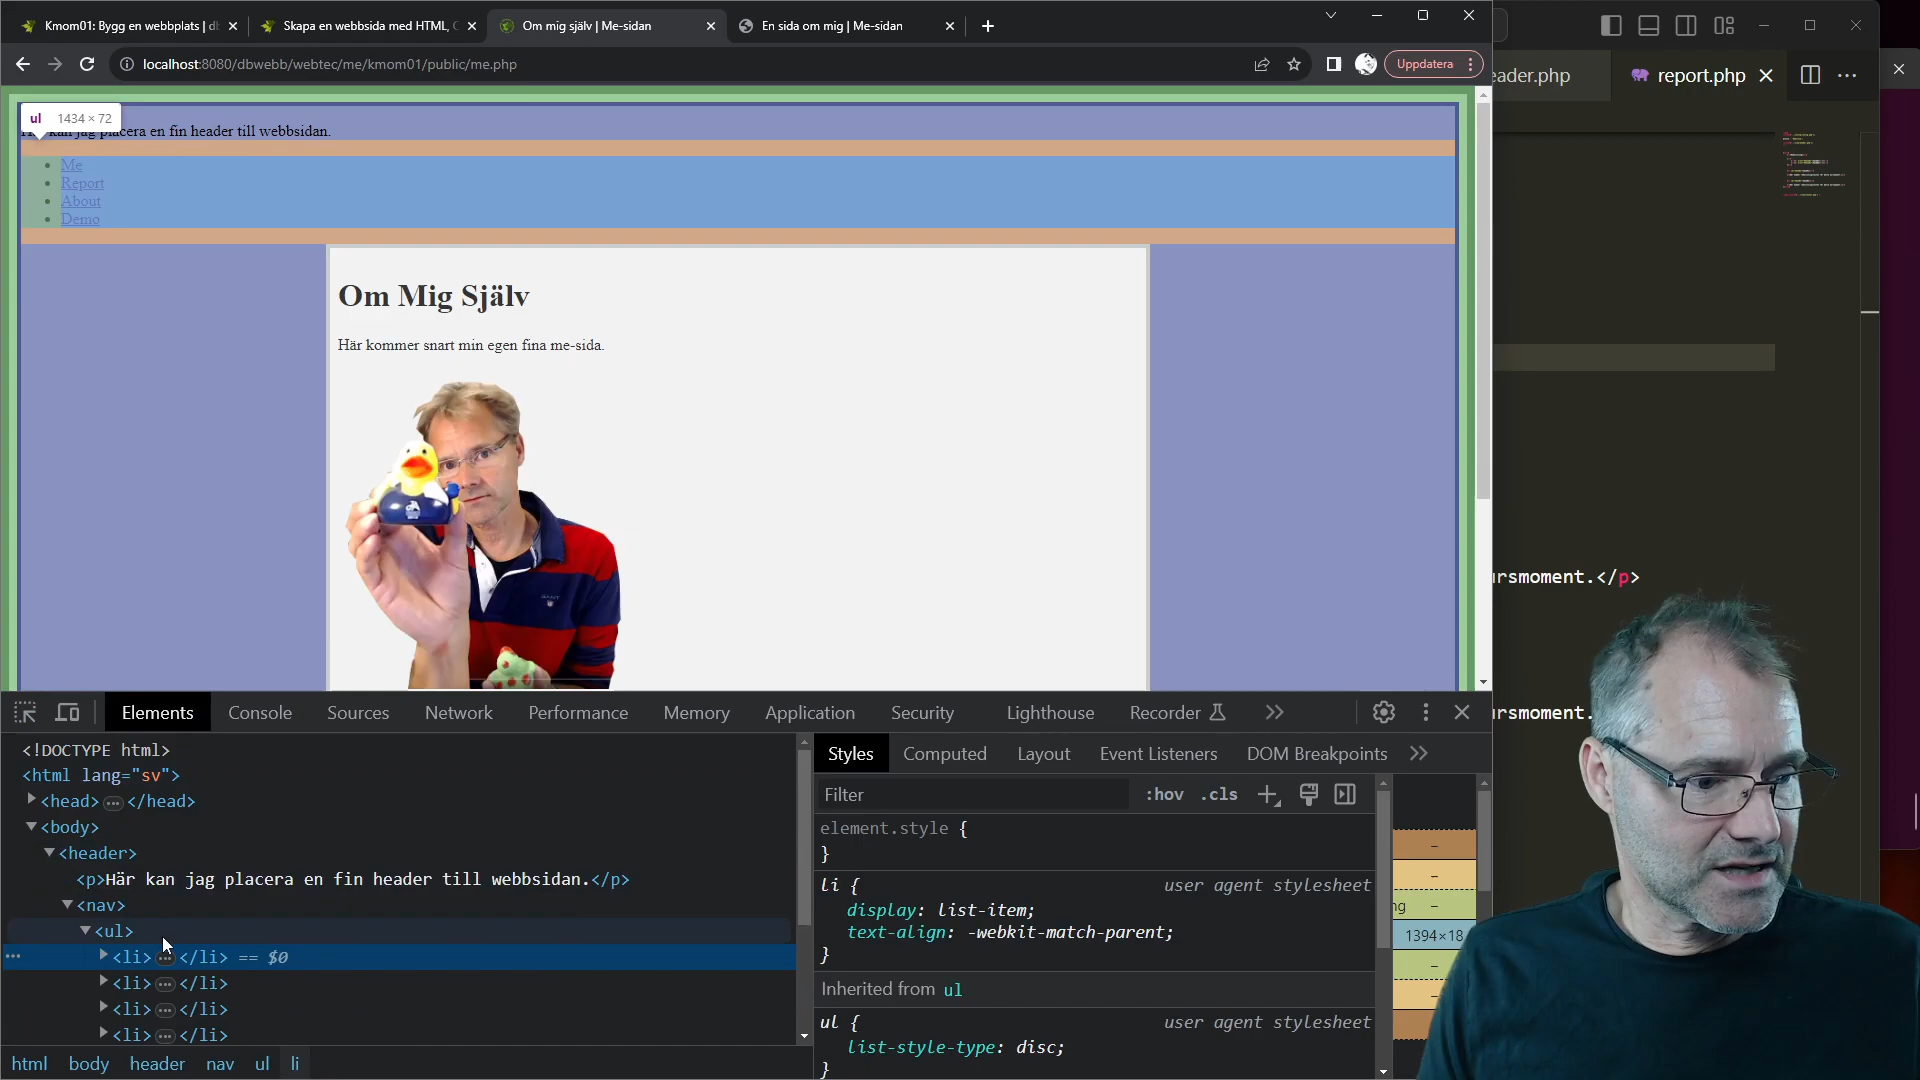 Kmom01: Bygg en webbplats | db
Skapa en webbsida med HTML, C
Om mig själv | Me-sidan
En sida om mig | Me-sidan
localhost:8080/dbwebb/webtec/me/kmom01/public/me.php
Uppdatera
eader.php
report.php
ul 1434 × 72
kan jag placera en fin header till webbsidan.
Me
Report
About
Demo
Om Mig Själv
Här kommer snart min egen fina me-sida.
ursmoment.</p>
ursmoment.
Elements
Console
Sources
Network
Performance
Memory
Application
Security
Lighthouse
Recorder
<!DOCTYPE html>
<html lang="sv">
<head> … </head>
<body>
<header>
<p>Här kan jag placera en fin header till webbsidan.</p>
<nav>
<ul>
<li> … </li> == $0
<li> … </li>
<li> … </li>
<li> … </li>
html body header nav ul li
Styles
Computed
Layout
Event Listeners
DOM Breakpoints
Filter
:hov .cls
element.style {
}
li { user agent stylesheet
display: list-item;
text-align: -webkit-match-parent;
}
Inherited from ul
ul { user agent stylesheet
list-style-type: disc;
}
–
–
ng –
1394×18
–
–
–